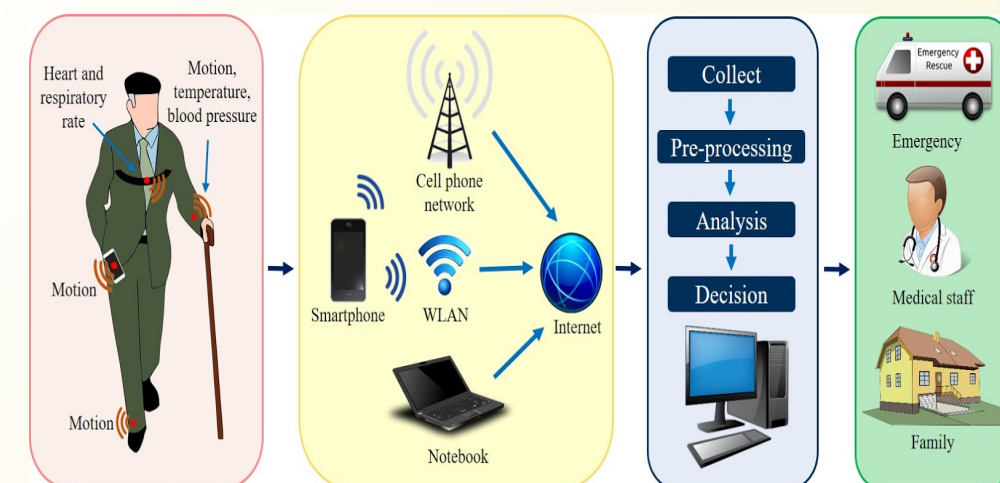 Heart and
respiratory
rate
Motion,
temperature,
blood pressure
Motion
Motion
Cell phone
network
Smartphone
WLAN
Internet
Notebook
Collect
Pre-processing
Analysis
Decision
Emergency
Rescue
Emergency
Medical staff
Family